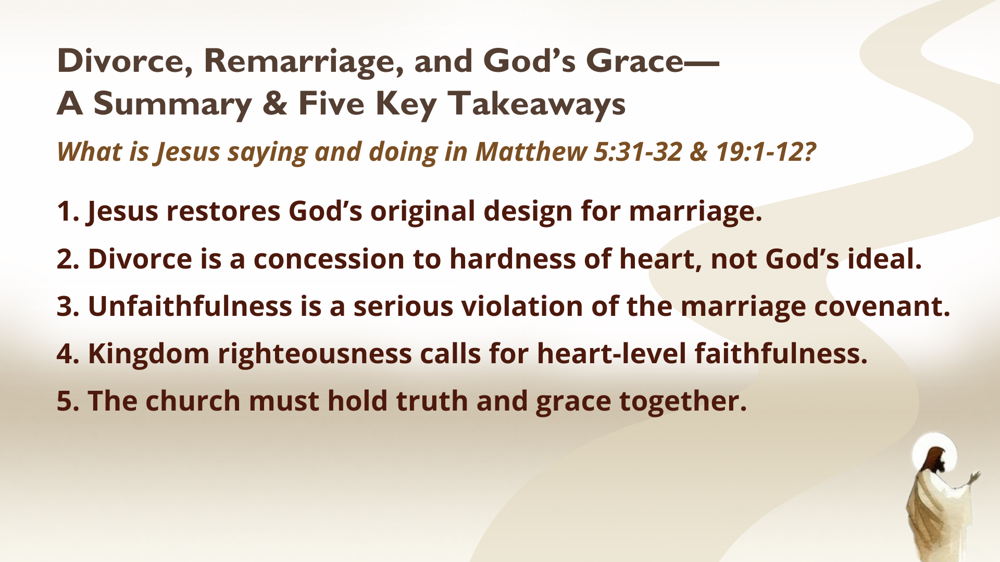 Divorce, Remarriage, and God’s Grace—
A Summary & Five Key Takeaways
What is Jesus saying and doing in Matthew 5:31-32 & 19:1-12?
1. Jesus restores God’s original design for marriage.
2. Divorce is a concession to hardness of heart, not God’s ideal.
3. Unfaithfulness is a serious violation of the marriage covenant.
4. Kingdom righteousness calls for heart-level faithfulness.
5. The church must hold truth and grace together.